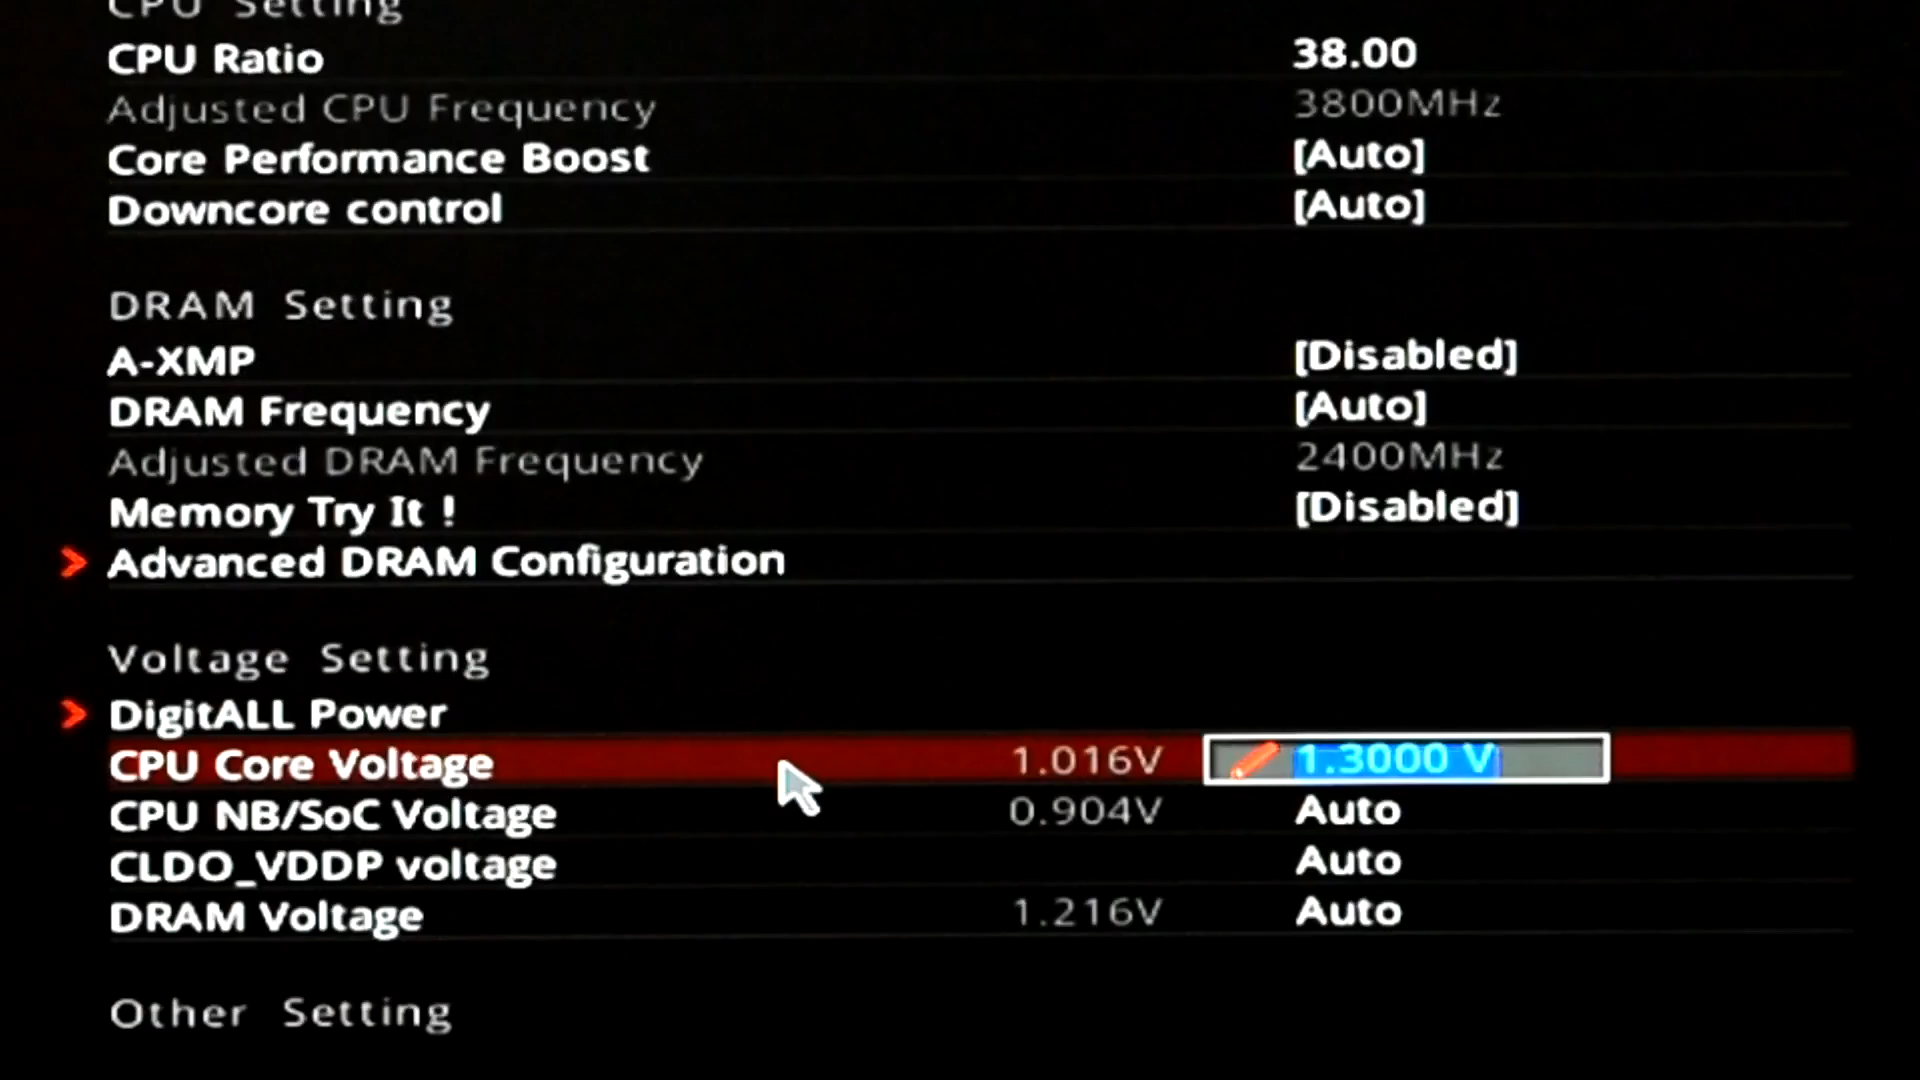 CPU Setting
CPU Ratio 38.00
Adjusted CPU Frequency 3800MHz
Core Performance Boost [Auto]
Downcore control [Auto]
DRAM Setting
A-XMP [Disabled]
DRAM Frequency [Auto]
Adjusted DRAM Frequency 2400MHz
Memory Try It ! [Disabled]
> Advanced DRAM Configuration
Voltage Setting
> DigitALL Power
CPU Core Voltage 1.016V 1.3000 V
CPU NB/SoC Voltage 0.904V Auto
CLDO_VDDP voltage Auto
DRAM Voltage 1.216V Auto
Other Setting